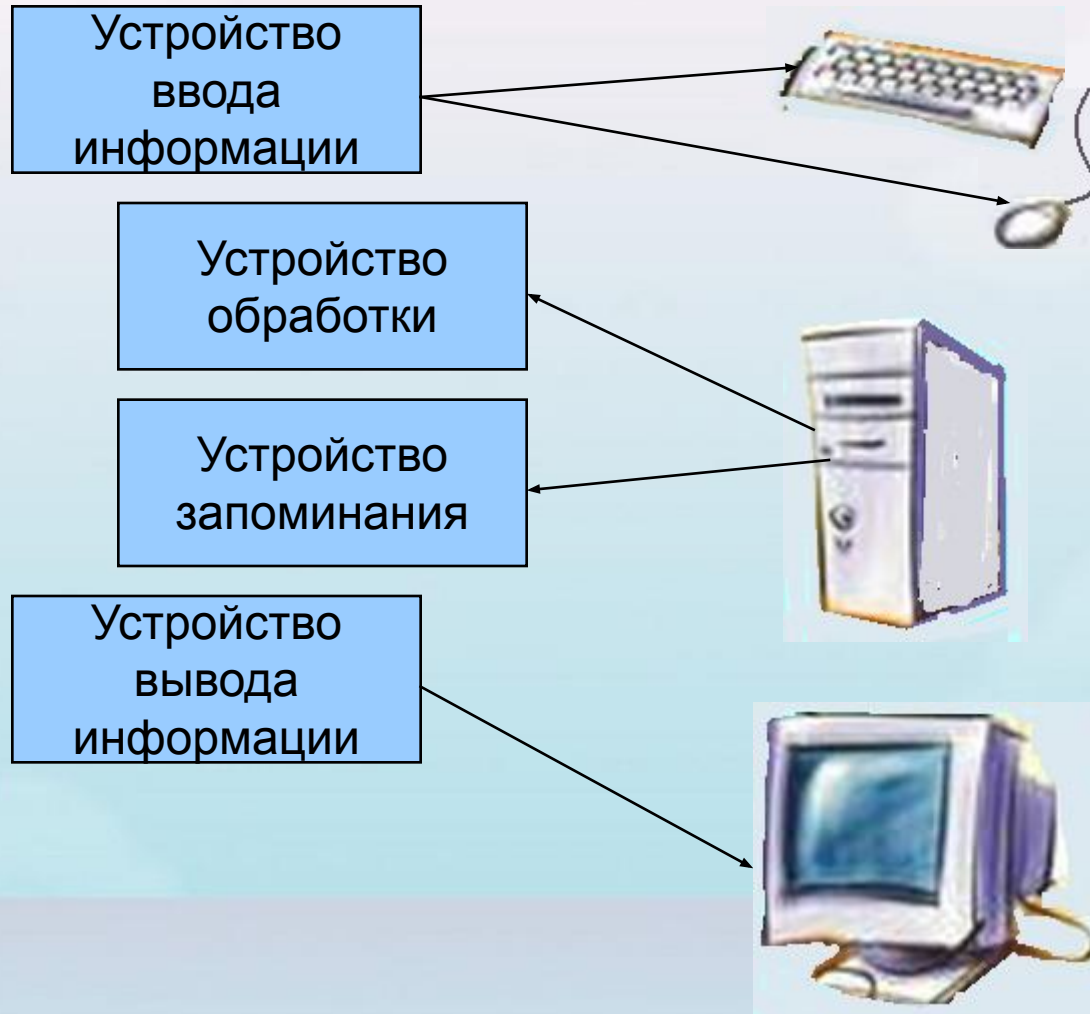 Устройство
ввода
информации
Устройство
обработки
Устройство
запоминания
Устройство
вывода
информации